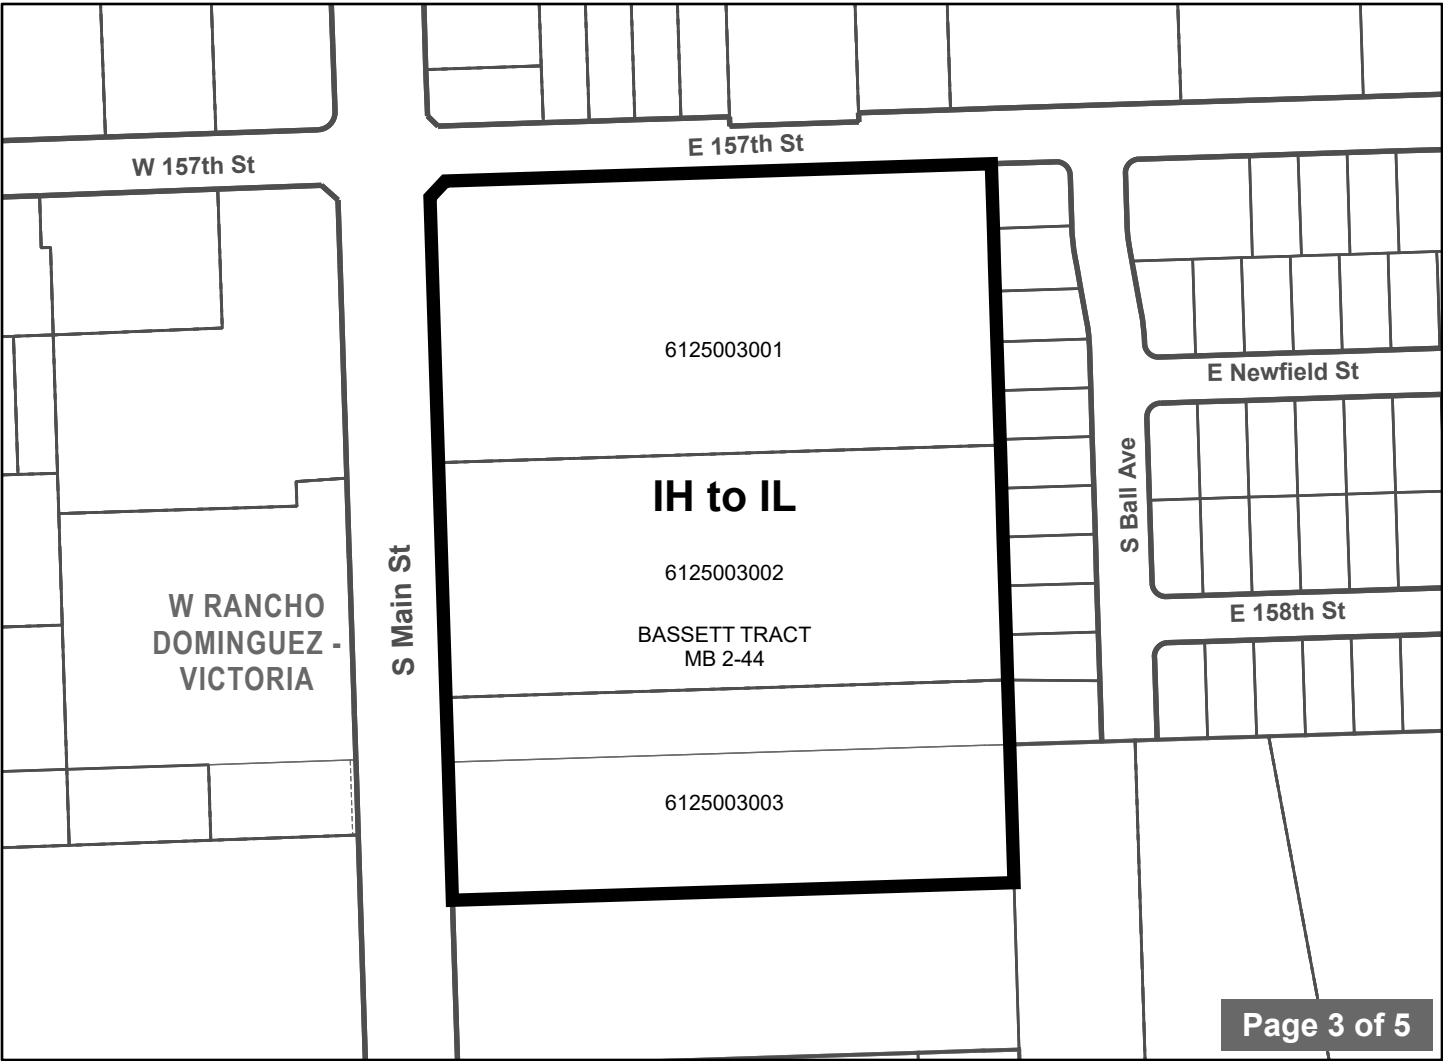 W 157th St
E 157th St
6125003001
E Newfield St
IH to IL
S Ball Ave
S Main St
6125003002
W RANCHO
DOMINGUEZ -
VICTORIA
BASSETT TRACT
MB 2-44
E 158th St
6125003003
Page 3 of 5